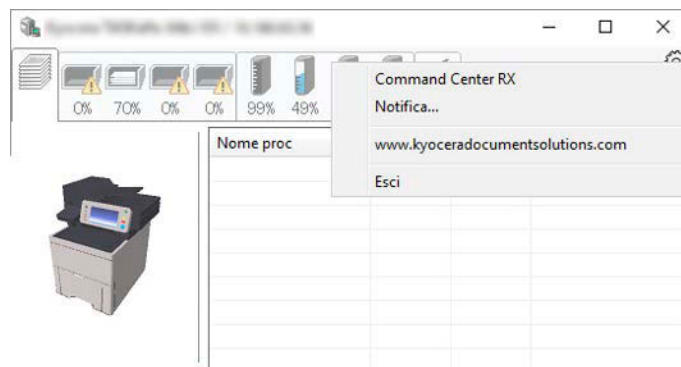 0% 70% 0% 0% 99% 49%
Command Center RX
Notifica...
www.kyoceradocumentsolutions.com
Esci
Nome proc